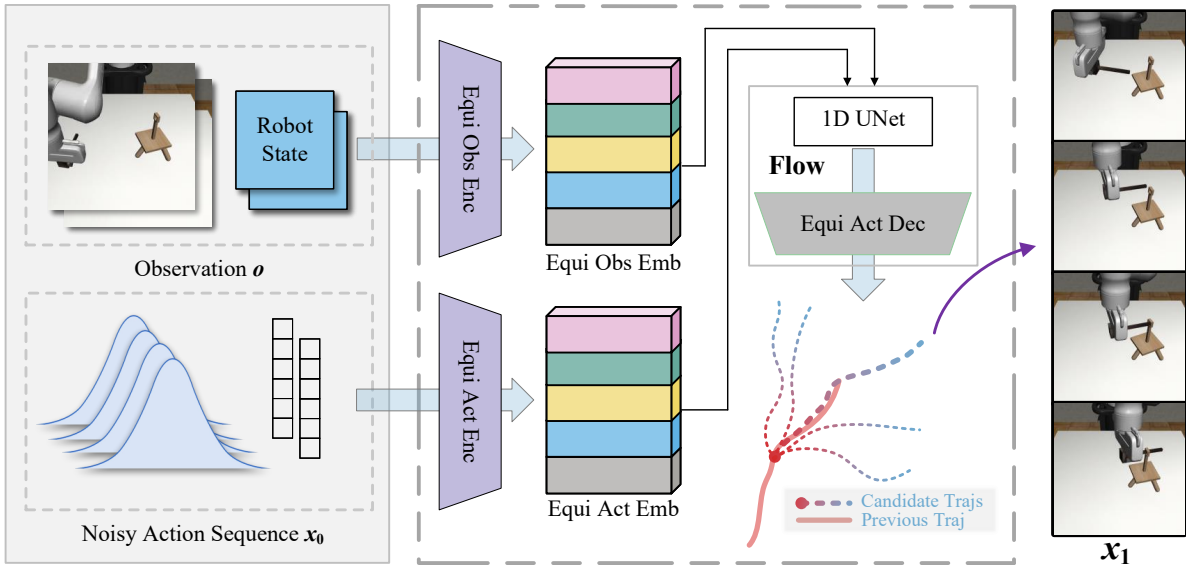 Robot
State
Observation o
Noisy Action Sequence x₀
Equi Obs Enc
Equi Obs Emb
Equi Act Enc
Equi Act Emb
1D UNet
Flow
Equi Act Dec
Candidate Trajs
Previous Traj
x₁